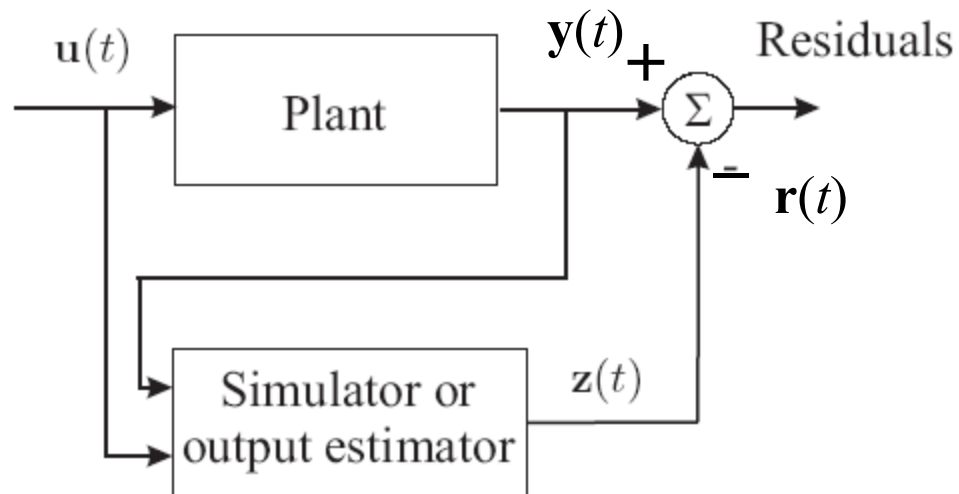 u(t)
y(t)
+
Residuals
Plant
Σ
−
r(t)
Simulator or
output estimator
z(t)